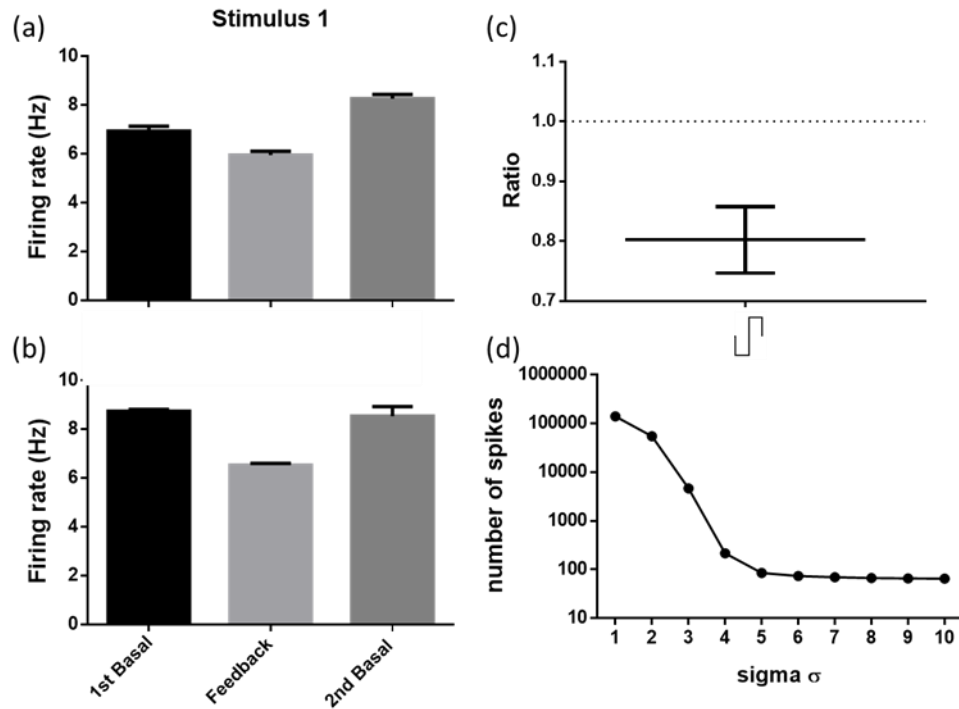 (a)
Stimulus 1
Firing rate (Hz)
10
8
6
4
2
0
(b)
Firing rate (Hz)
10
8
6
4
2
0
1st Basal
Feedback
2nd Basal
(c)
Ratio
1.1
1.0
0.9
0.8
0.7
(d)
number of spikes
1000000
100000
10000
1000
100
10
1 2 3 4 5 6 7 8 9 10
sigma σ